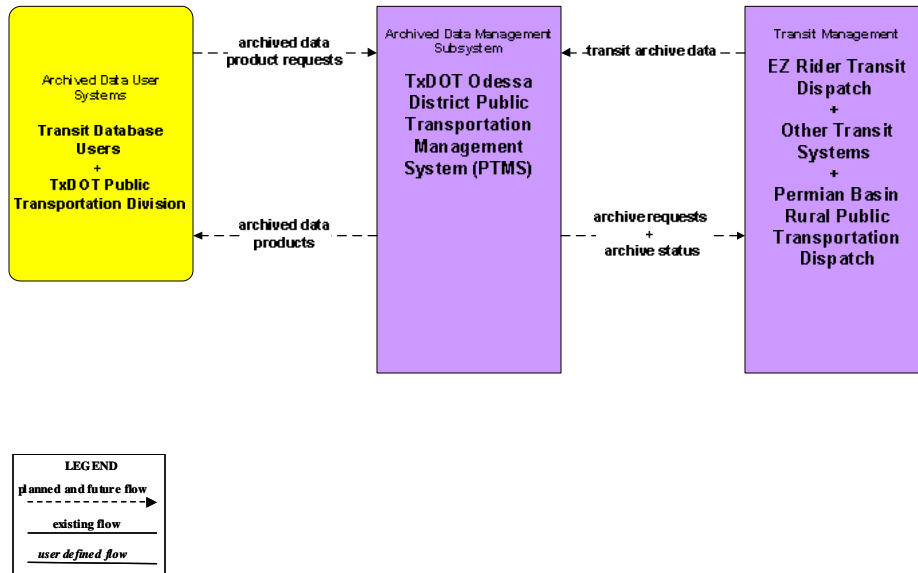 Archived Data User
Systems
Transit Database
Users
+
TxDOT Public
Transportation Division
archived data
product requests
archived data
products
Archived Data Management
Subsystem
TxDOT Odessa
District Public
Transportation
Management
System (PTMS)
transit archive data
archive requests
+
archive status
Transit Management
EZ Rider Transit
Dispatch
+
Other Transit
Systems
+
Permian Basin
Rural Public
Transportation
Dispatch
LEGEND
planned and future flow
existing flow
user defined flow